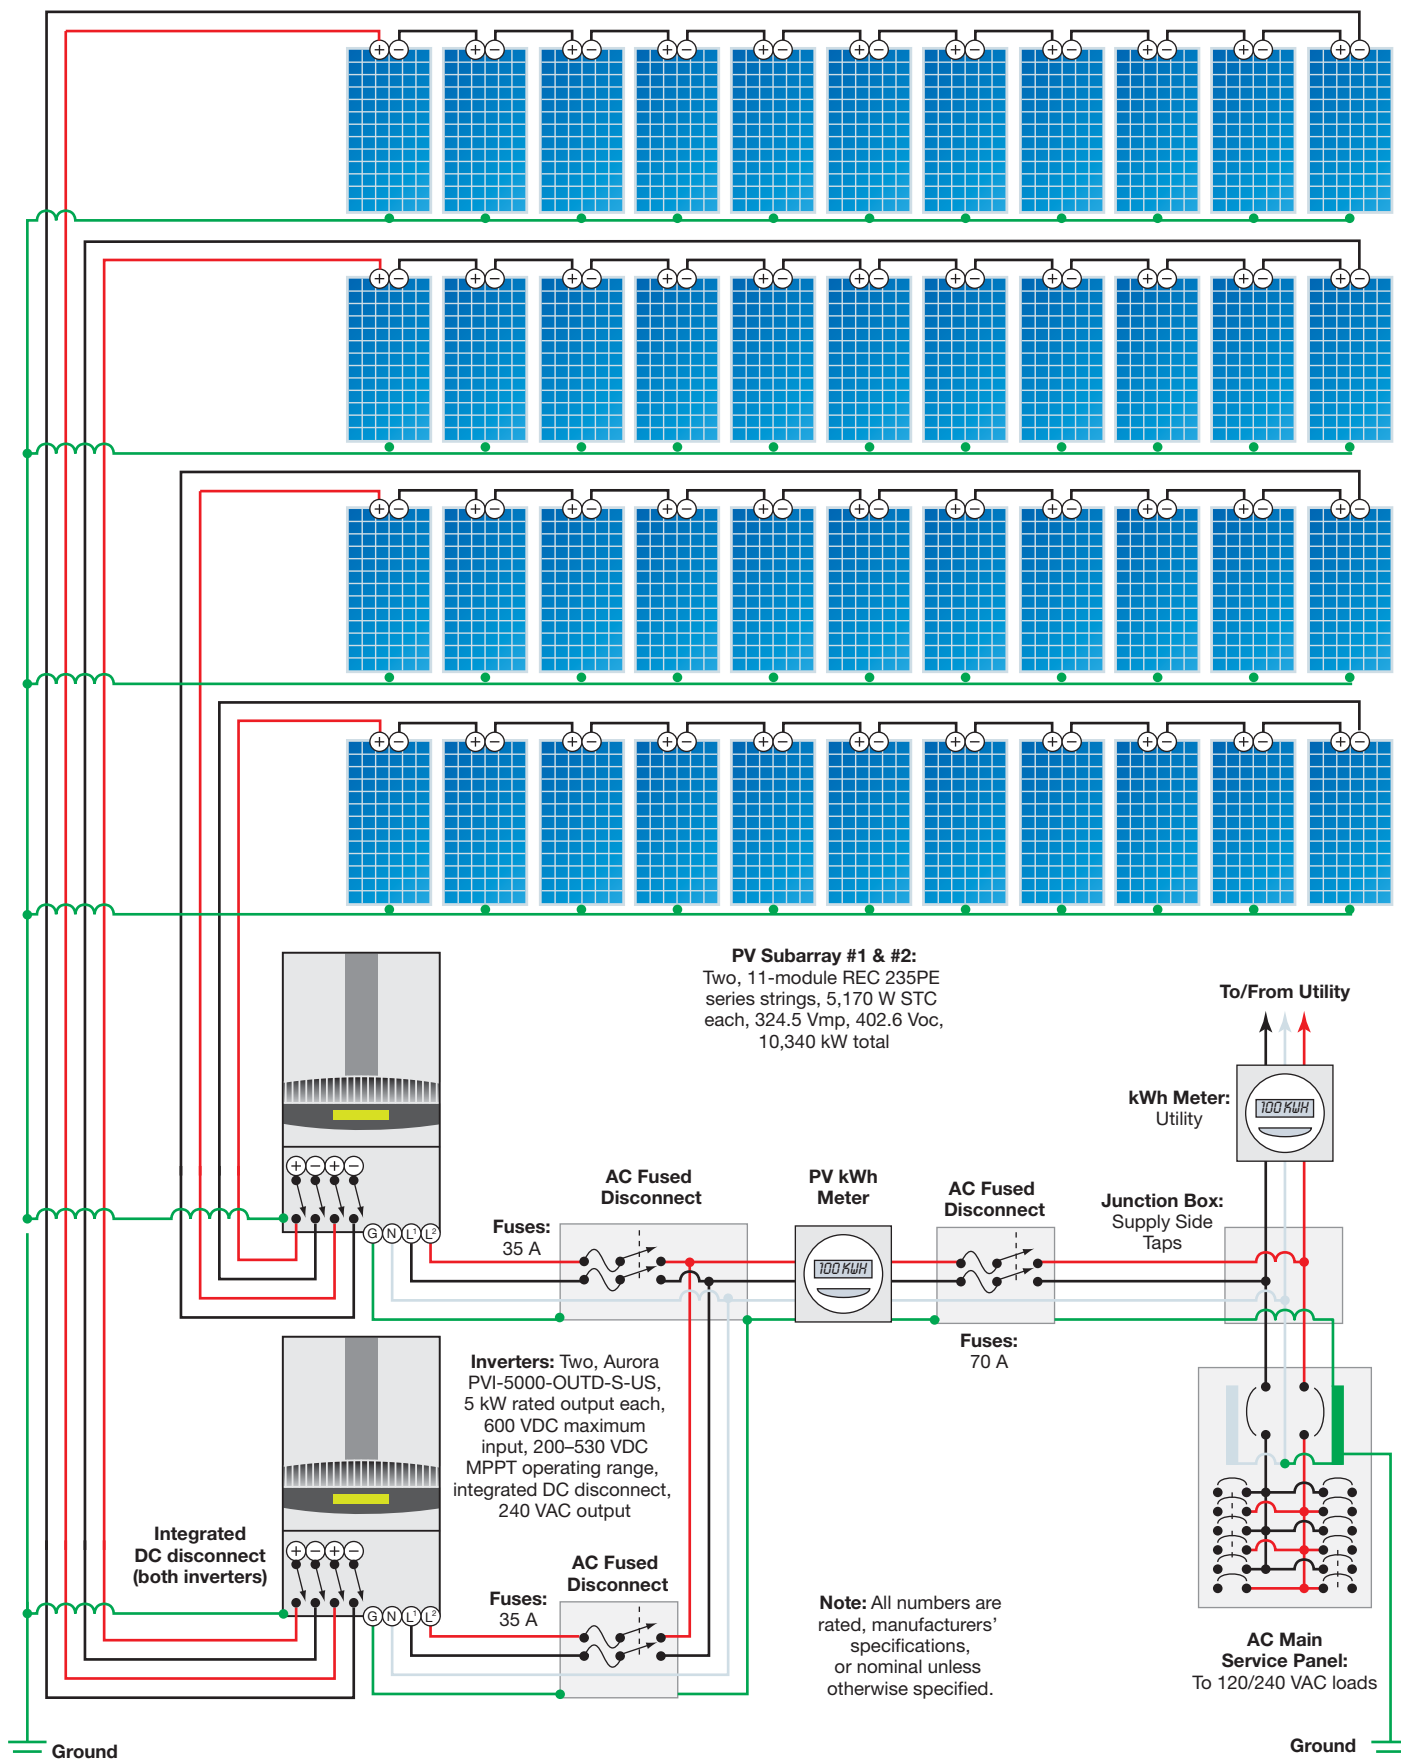 PV Subarray #1 & #2:
Two, 11-module REC 235PE
series strings, 5,170 W STC
each, 324.5 Vmp, 402.6 Voc,
10,340 kW total
To/From Utility
kWh Meter:
Utility
100 KWH
AC Fused
Disconnect
PV kWh
Meter
AC Fused
Disconnect
Junction Box:
Supply Side
Taps
Fuses:
35 A
G N L1 L2
100 KWH
Fuses:
70 A
Inverters: Two, Aurora
PVI-5000-OUTD-S-US,
5 kW rated output each,
600 VDC maximum
input, 200–530 VDC
MPPT operating range,
integrated DC disconnect,
240 VAC output
Integrated
DC disconnect
(both inverters)
AC Fused
Disconnect
Fuses:
35 A
G N L1 L2
Note: All numbers are
rated, manufacturers’
specifications,
or nominal unless
otherwise specified.
AC Main
Service Panel:
To 120/240 VAC loads
Ground
Ground